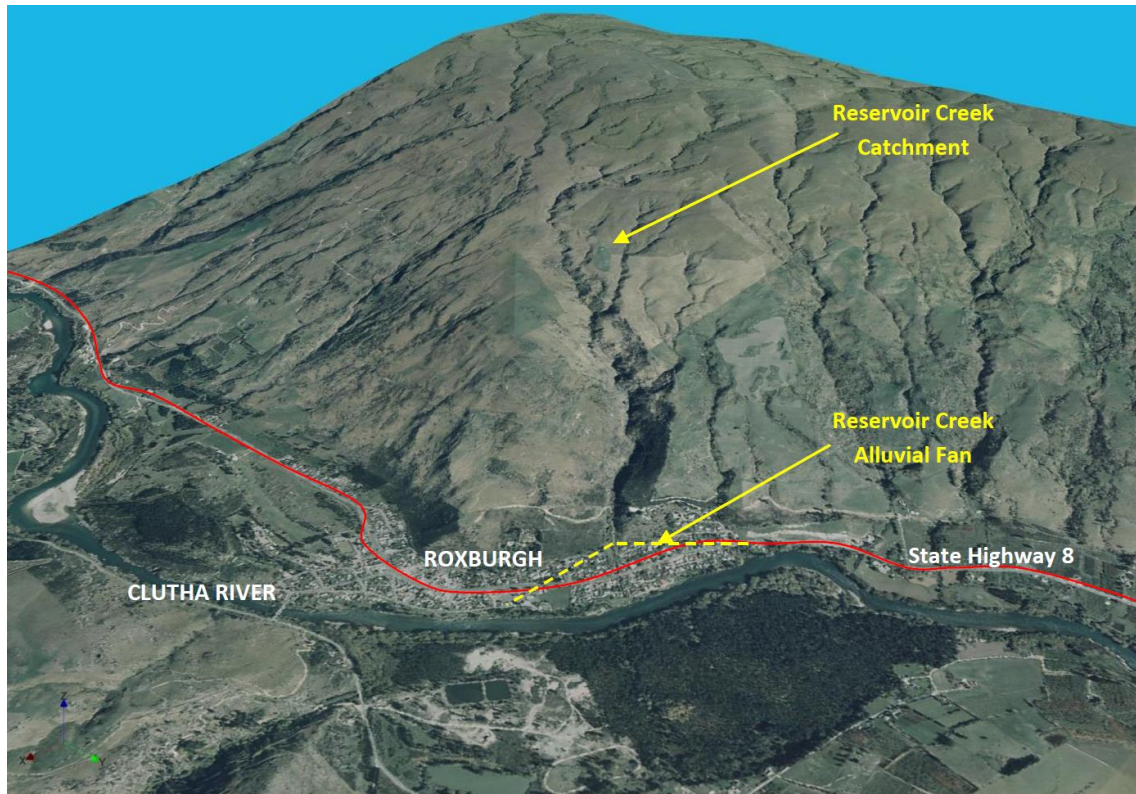 Reservoir Creek
Catchment
Reservoir Creek
Alluvial Fan
ROXBURGH
State Highway 8
CLUTHA RIVER
Z
X
Y